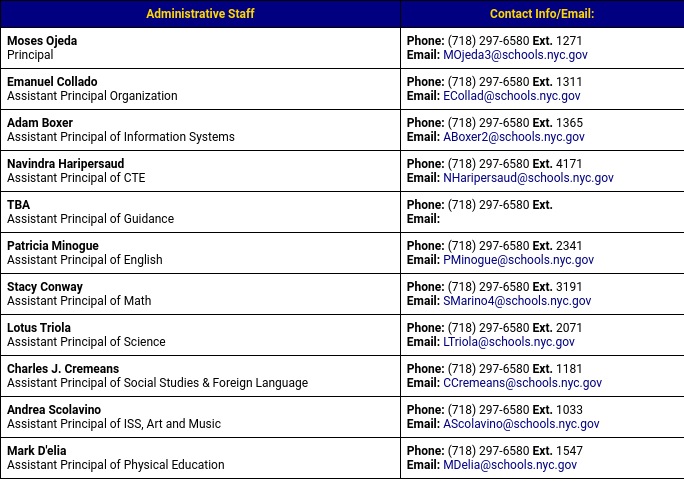 Administrative Staff
Contact Info/Email:
Moses Ojeda
Principal
Phone: (718) 297-6580 Ext. 1271
Email: MOjeda3@schools.nyc.gov
Emanuel Collado
Assistant Principal Organization
Phone: (718) 297-6580 Ext. 1311
Email: ECollad@schools.nyc.gov
Adam Boxer
Assistant Principal of Information Systems
Phone: (718) 297-6580 Ext. 1365
Email: ABoxer2@schools.nyc.gov
Navindra Haripersaud
Assistant Principal of CTE
Phone: (718) 297-6580 Ext. 4171
Email: NHaripersaud@schools.nyc.gov
TBA
Assistant Principal of Guidance
Phone: (718) 297-6580 Ext.
Email:
Patricia Minogue
Assistant Principal of English
Phone: (718) 297-6580 Ext. 2341
Email: PMinogue@schools.nyc.gov
Stacy Conway
Assistant Principal of Math
Phone: (718) 297-6580 Ext. 3191
Email: SMarino4@schools.nyc.gov
Lotus Triola
Assistant Principal of Science
Phone: (718) 297-6580 Ext. 2071
Email: LTriola@schools.nyc.gov
Charles J. Cremeans
Assistant Principal of Social Studies & Foreign Language
Phone: (718) 297-6580 Ext. 1181
Email: CCremeans@schools.nyc.gov
Andrea Scolavino
Assistant Principal of ISS, Art and Music
Phone: (718) 297-6580 Ext. 1033
Email: AScolavino@schools.nyc.gov
Mark D'elia
Assistant Principal of Physical Education
Phone: (718) 297-6580 Ext. 1547
Email: MDelia@schools.nyc.gov